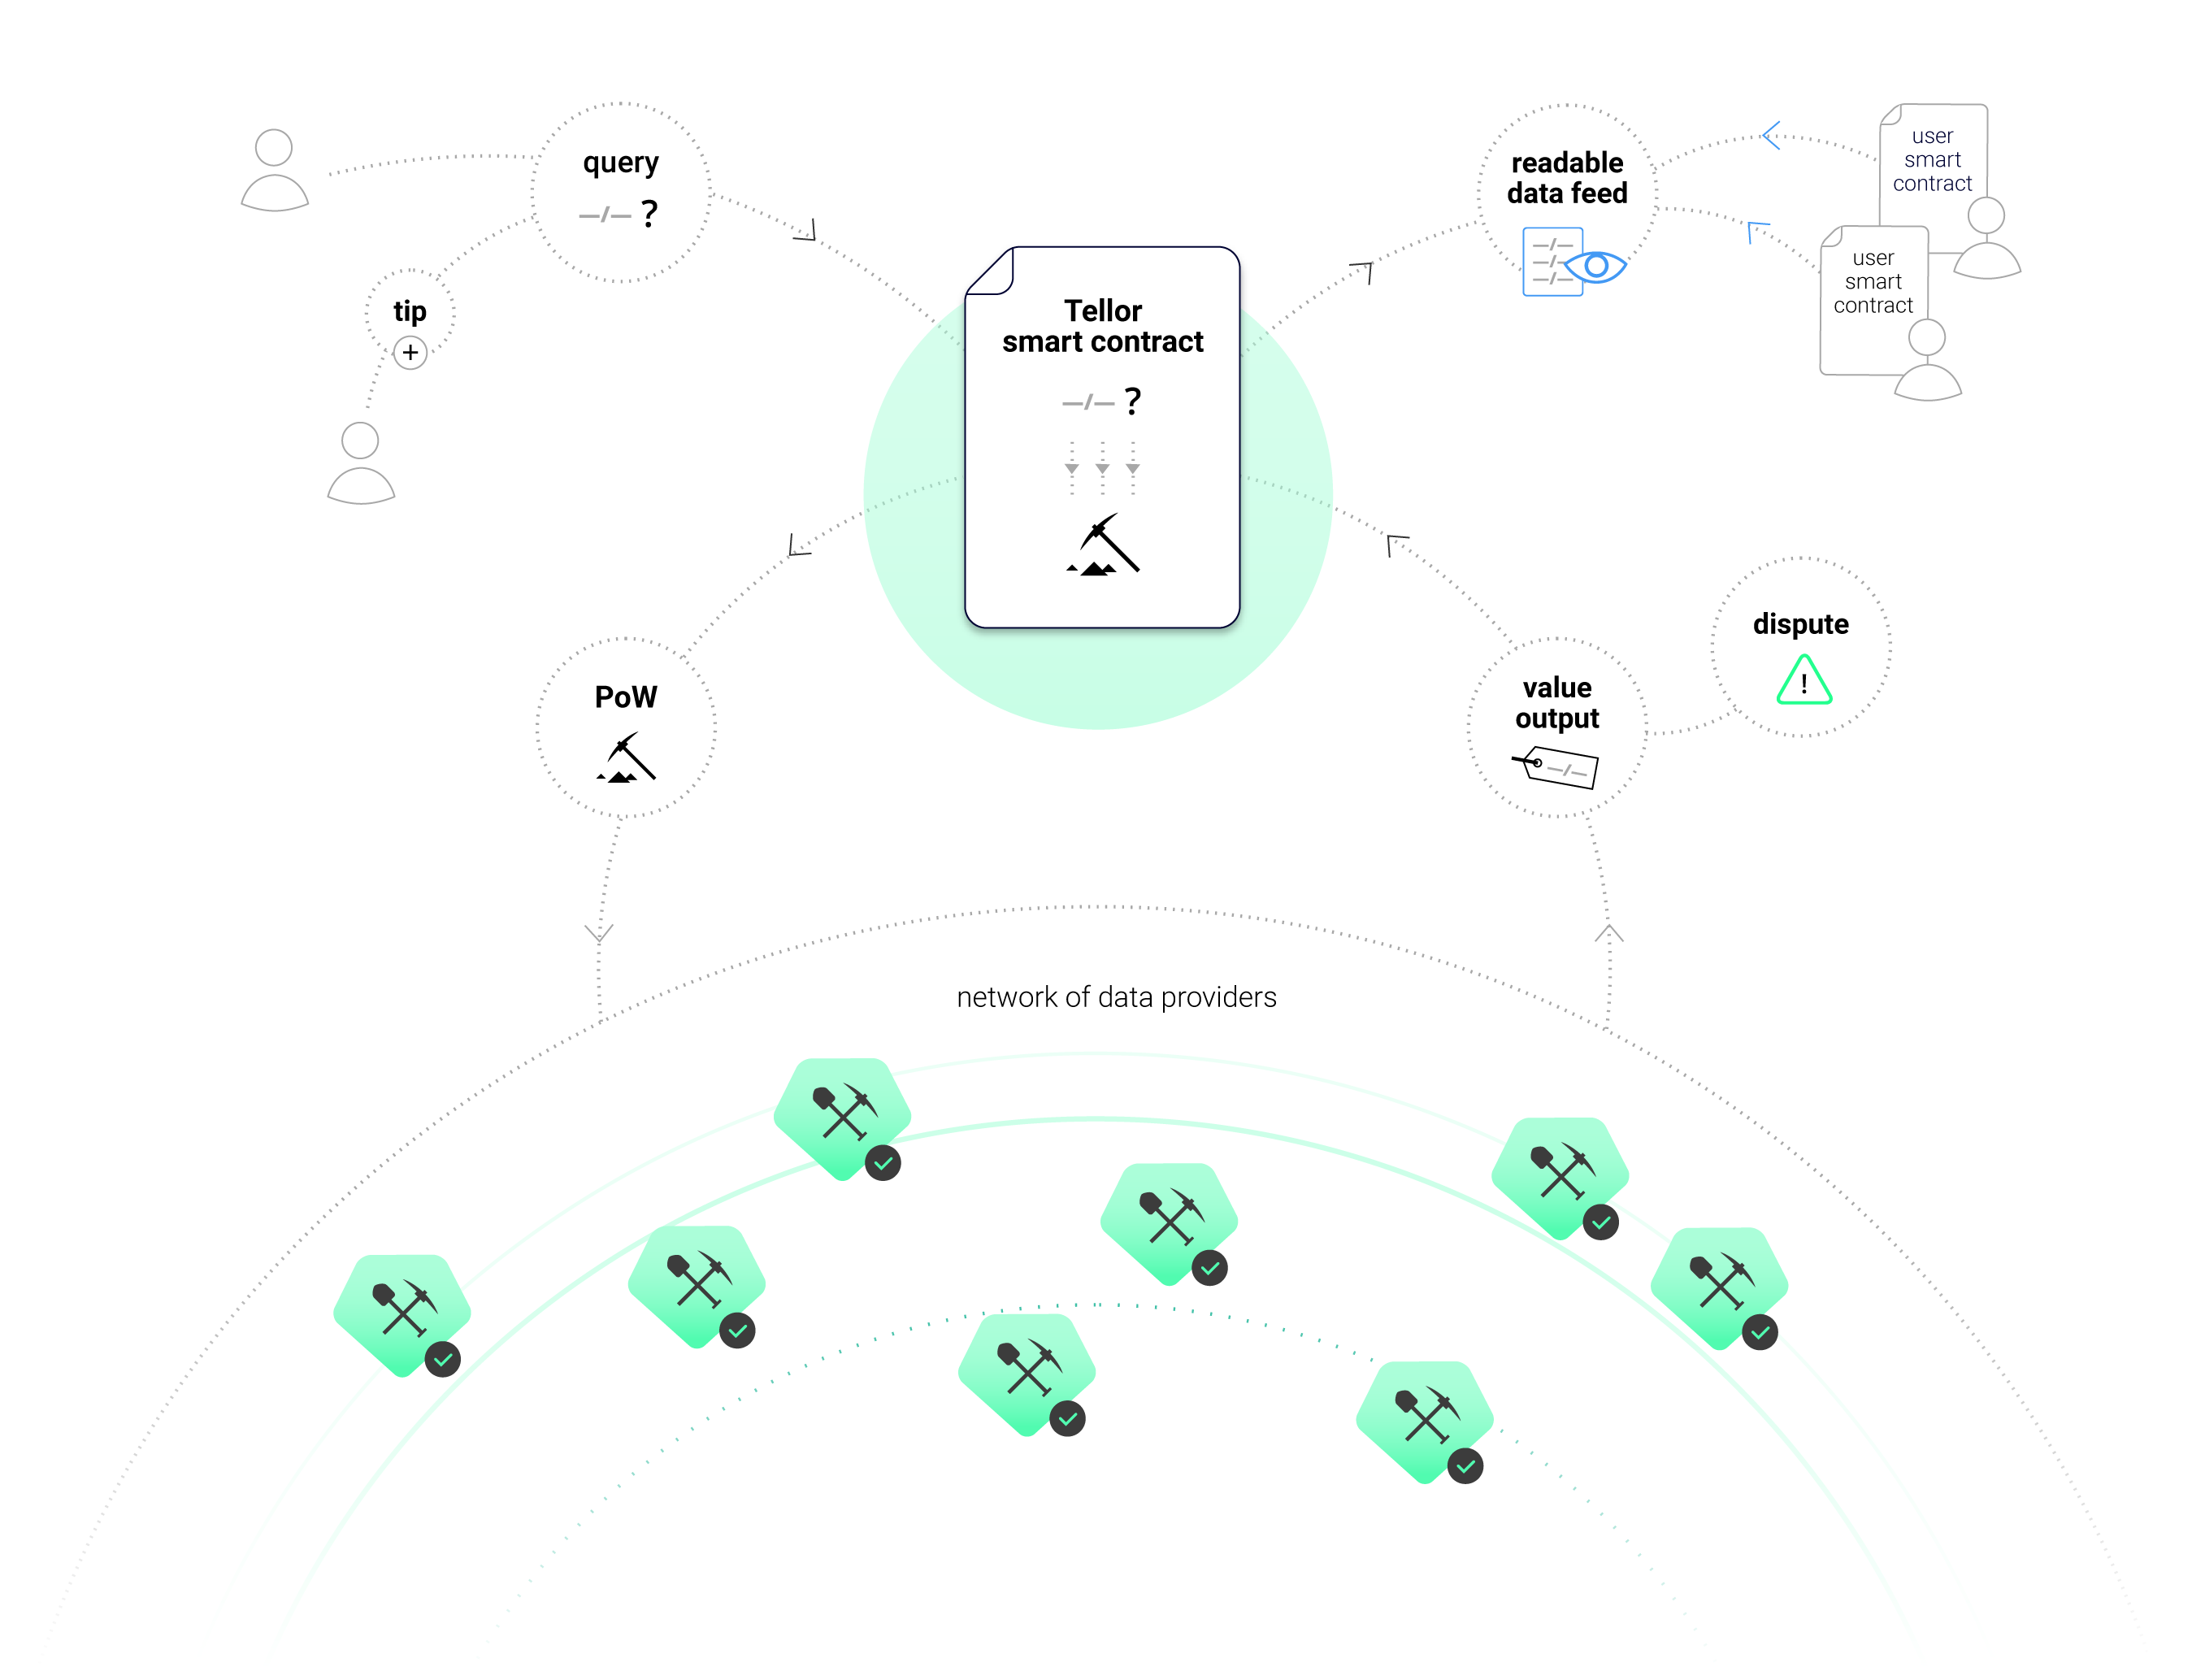 query
?
tip
+
Tellor
smart contract
?
readable
data feed
user
smart
contract
user
smart
contract
PoW
value
output
dispute
!
network of data providers